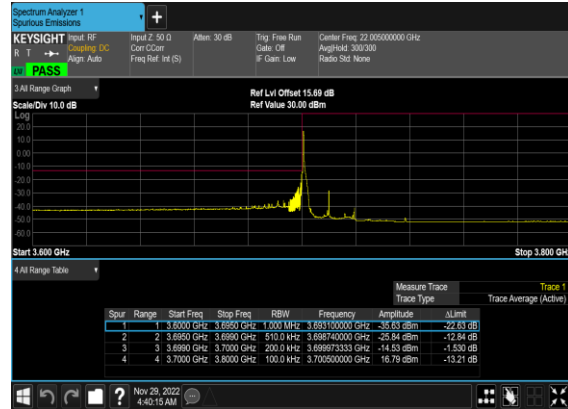 Spectrum Analyzer 1
Spurious Emissions
KEYSIGHT Input: RF Input Z: 50 Ω Atten: 30 dB Trig: Free Run Center Freq: 22.005000000 GHz
R T Coupling: DC Corr CCorr Gate: Off Avg|Hold: 300/300
Align: Auto Freq Ref: Int (S) IF Gain: Low Radio Std: None
PASS
3 All Range Graph
Ref Lvl Offset 15.69 dB
Scale/Div 10.0 dB Ref Value 30.00 dBm
Log
20.0
10.0
0.00
-10.0
-20.0
-30.0
-40.0
-50.0
-60.0
Start 3.600 GHz Stop 3.800 GHz
4 All Range Table
Measure Trace Trace 1
Trace Type Trace Average (Active)
Spur Range Start Freq Stop Freq RBW Frequency Amplitude ΔLimit
1 1 3.6000 GHz 3.6950 GHz 1.000 MHz 3.693100000 GHz -35.63 dBm -22.63 dB
2 2 3.6950 GHz 3.6990 GHz 510.0 kHz 3.698740000 GHz -25.84 dBm -12.84 dB
3 3 3.6990 GHz 3.7000 GHz 200.0 kHz 3.699973333 GHz -14.53 dBm -1.530 dB
4 4 3.7000 GHz 3.8000 GHz 100.0 kHz 3.700500000 GHz 16.79 dBm -13.21 dB
?
Nov 29, 2022
4:40:15 AM